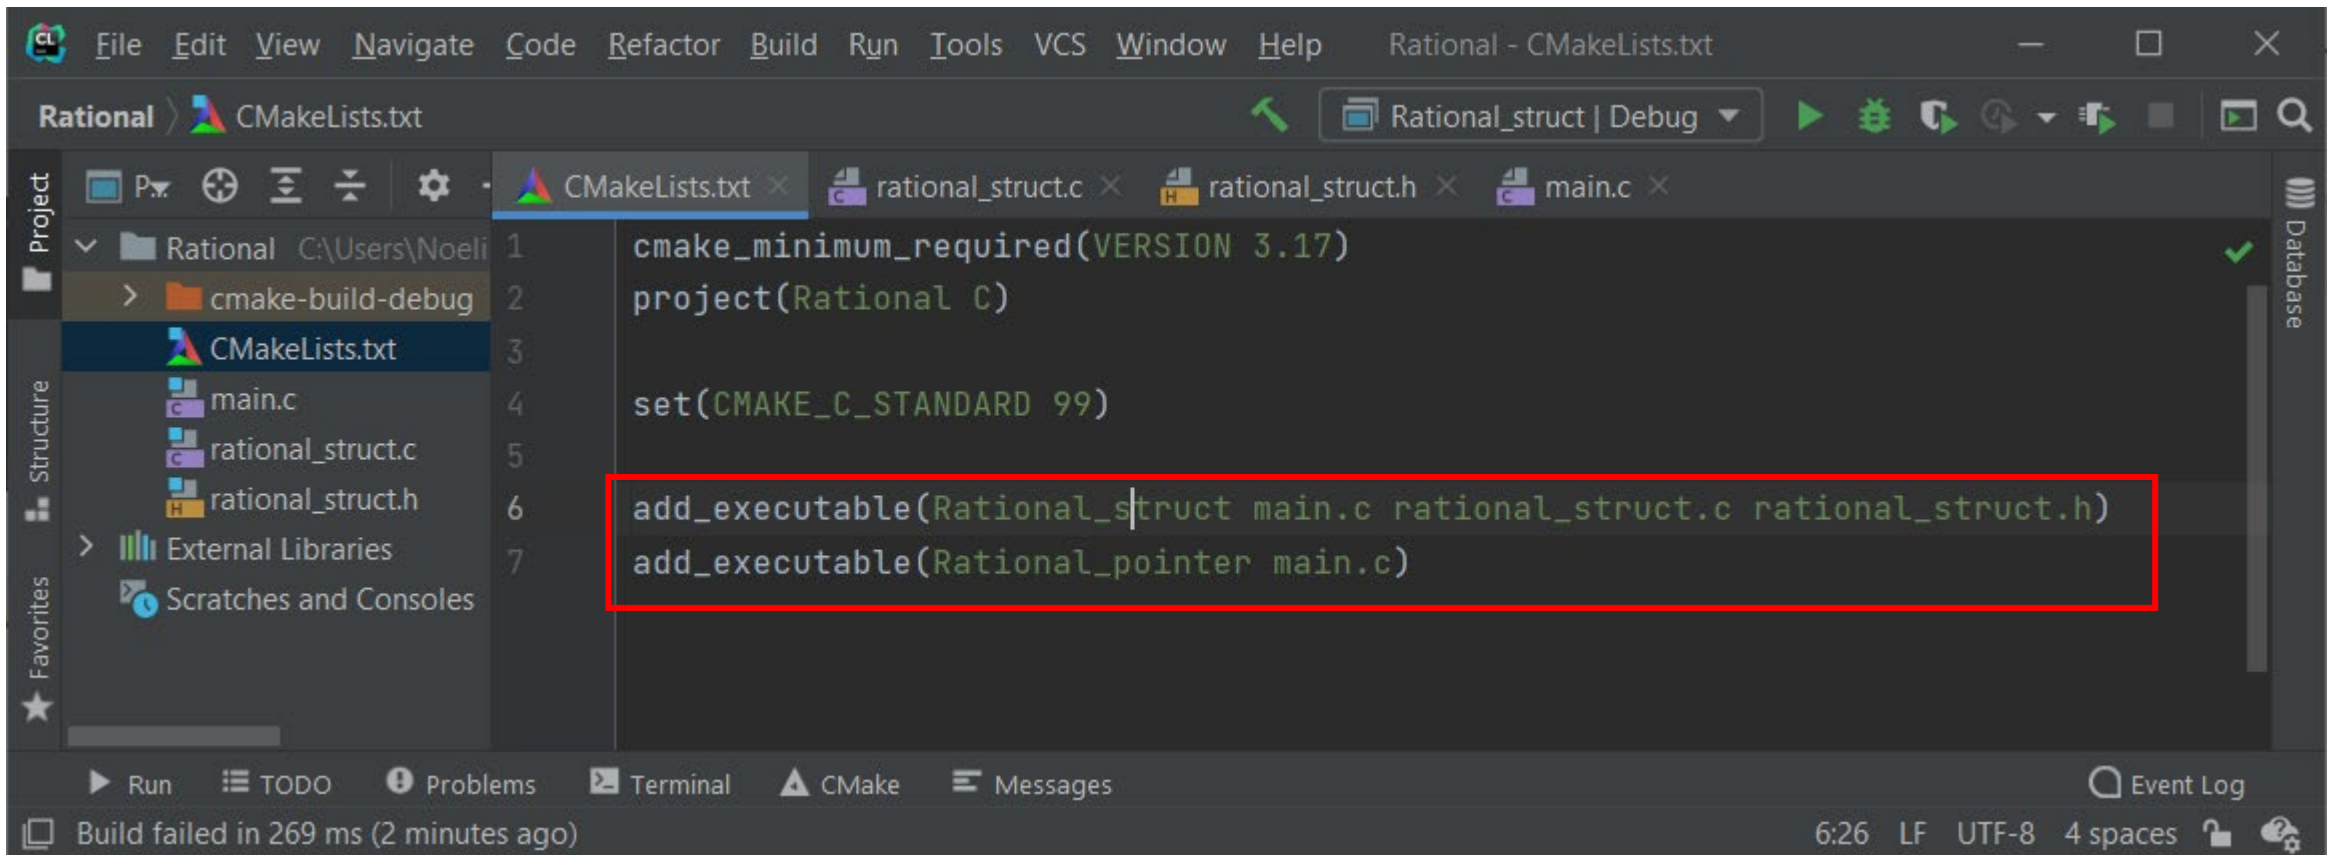 CL File Edit View Navigate Code Refactor Build Run Tools VCS Window Help Rational - CMakeLists.txt
Rational CMakeLists.txt Rational_struct | Debug
Project
P... CMakeLists.txt rational_struct.c rational_struct.h main.c
Rational C:\Users\Noeli
cmake-build-debug
CMakeLists.txt
main.c
rational_struct.c
rational_struct.h
External Libraries
Scratches and Consoles
1 cmake_minimum_required(VERSION 3.17)
2 project(Rational C)
3
4 set(CMAKE_C_STANDARD 99)
5
6 add_executable(Rational_struct main.c rational_struct.c rational_struct.h)
7 add_executable(Rational_pointer main.c)
Structure
Favorites
Database
Run TODO Problems Terminal CMake Messages Event Log
Build failed in 269 ms (2 minutes ago) 6:26 LF UTF-8 4 spaces